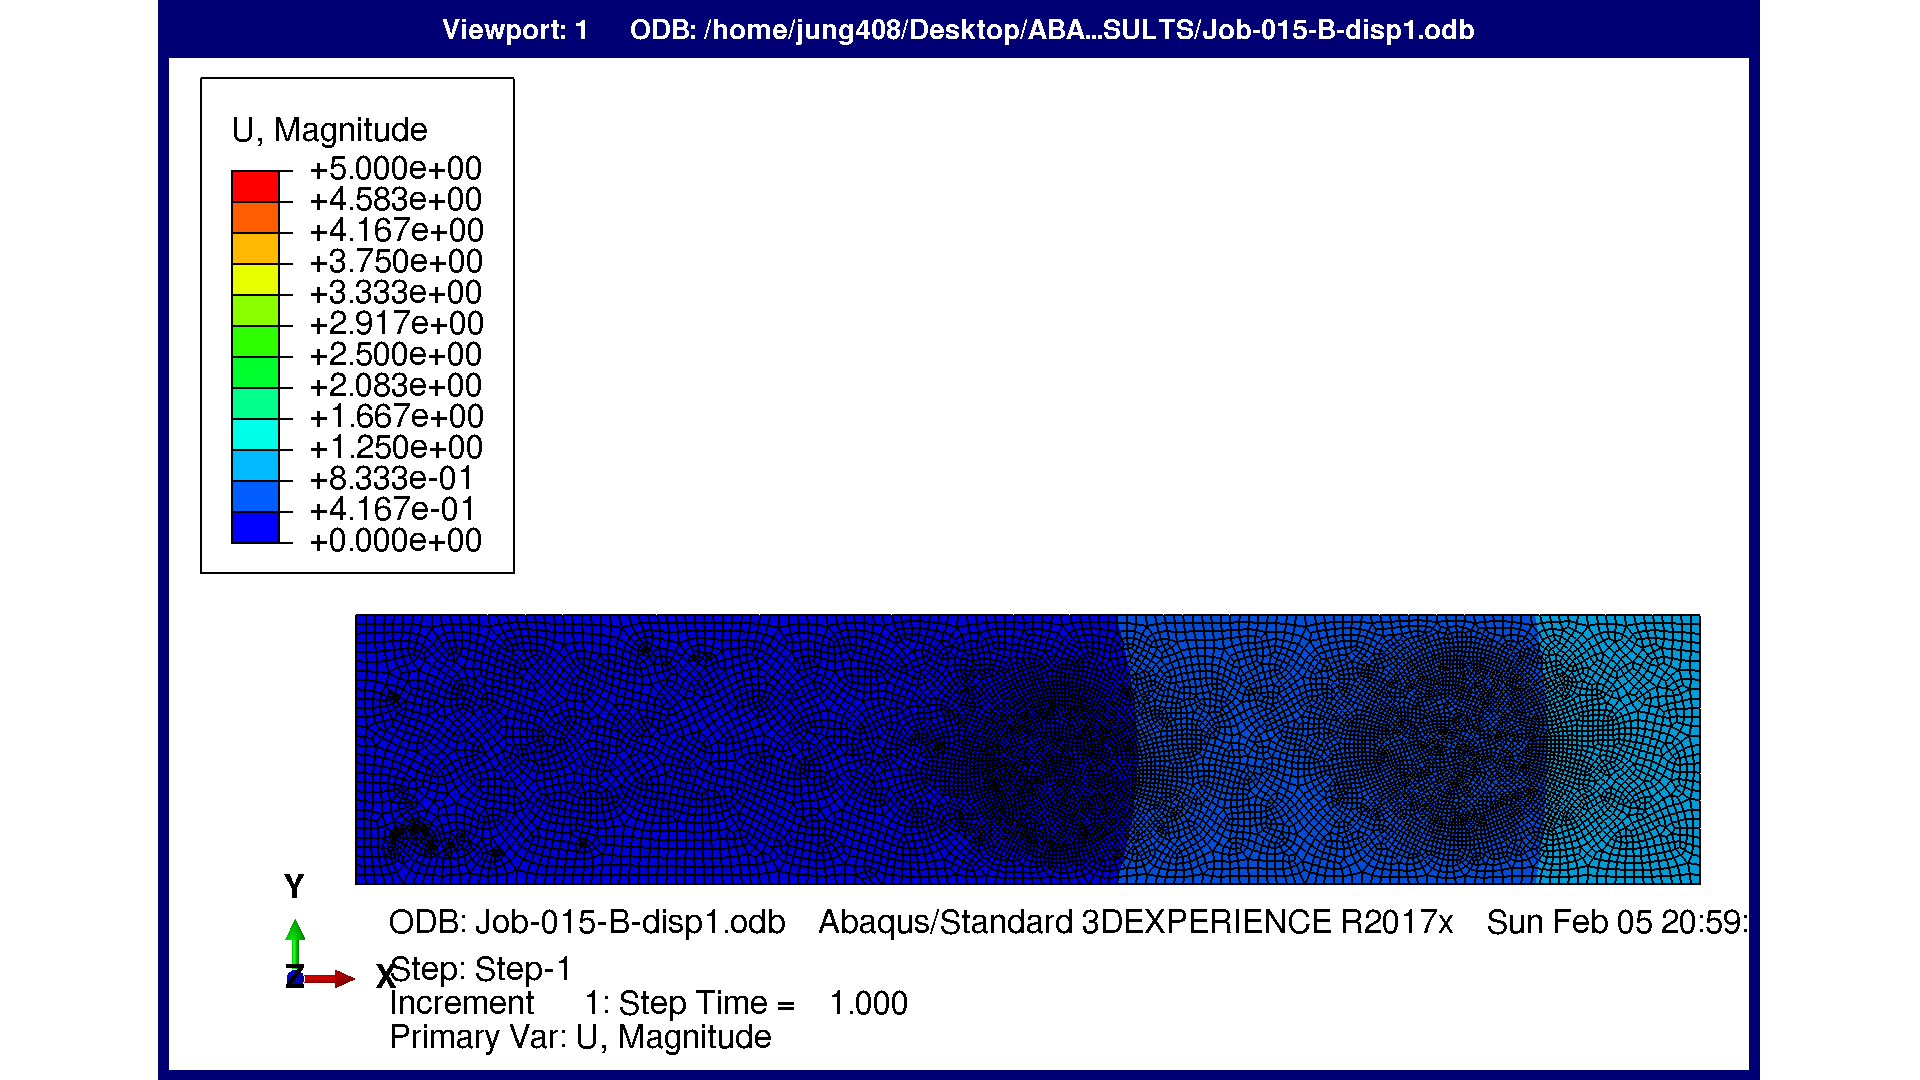 Viewport: 1 ODB: /home/jung408/Desktop/ABA...SULTS/Job-015-B-disp1.odb
U, Magnitude
+5.000e+00
+4.583e+00
+4.167e+00
+3.750e+00
+3.333e+00
+2.917e+00
+2.500e+00
+2.083e+00
+1.667e+00
+1.250e+00
+8.333e-01
+4.167e-01
+0.000e+00
Y
Z
X
ODB: Job-015-B-disp1.odb Abaqus/Standard 3DEXPERIENCE R2017x Sun Feb 05 20:59:
Step: Step-1
Increment 1: Step Time = 1.000
Primary Var: U, Magnitude